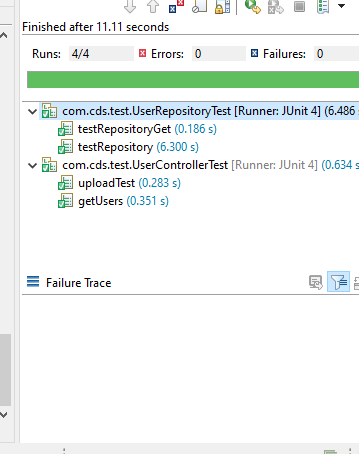 Finished after 11.11 seconds
Runs: 4/4 Errors: 0 Failures: 0
com.cds.test.UserRepositoryTest [Runner: JUnit 4] (6.486
testRepositoryGet (0.186 s)
testRepository (6.300 s)
com.cds.test.UserControllerTest [Runner: JUnit 4] (0.634 s
uploadTest (0.283 s)
getUsers (0.351 s)
Failure Trace